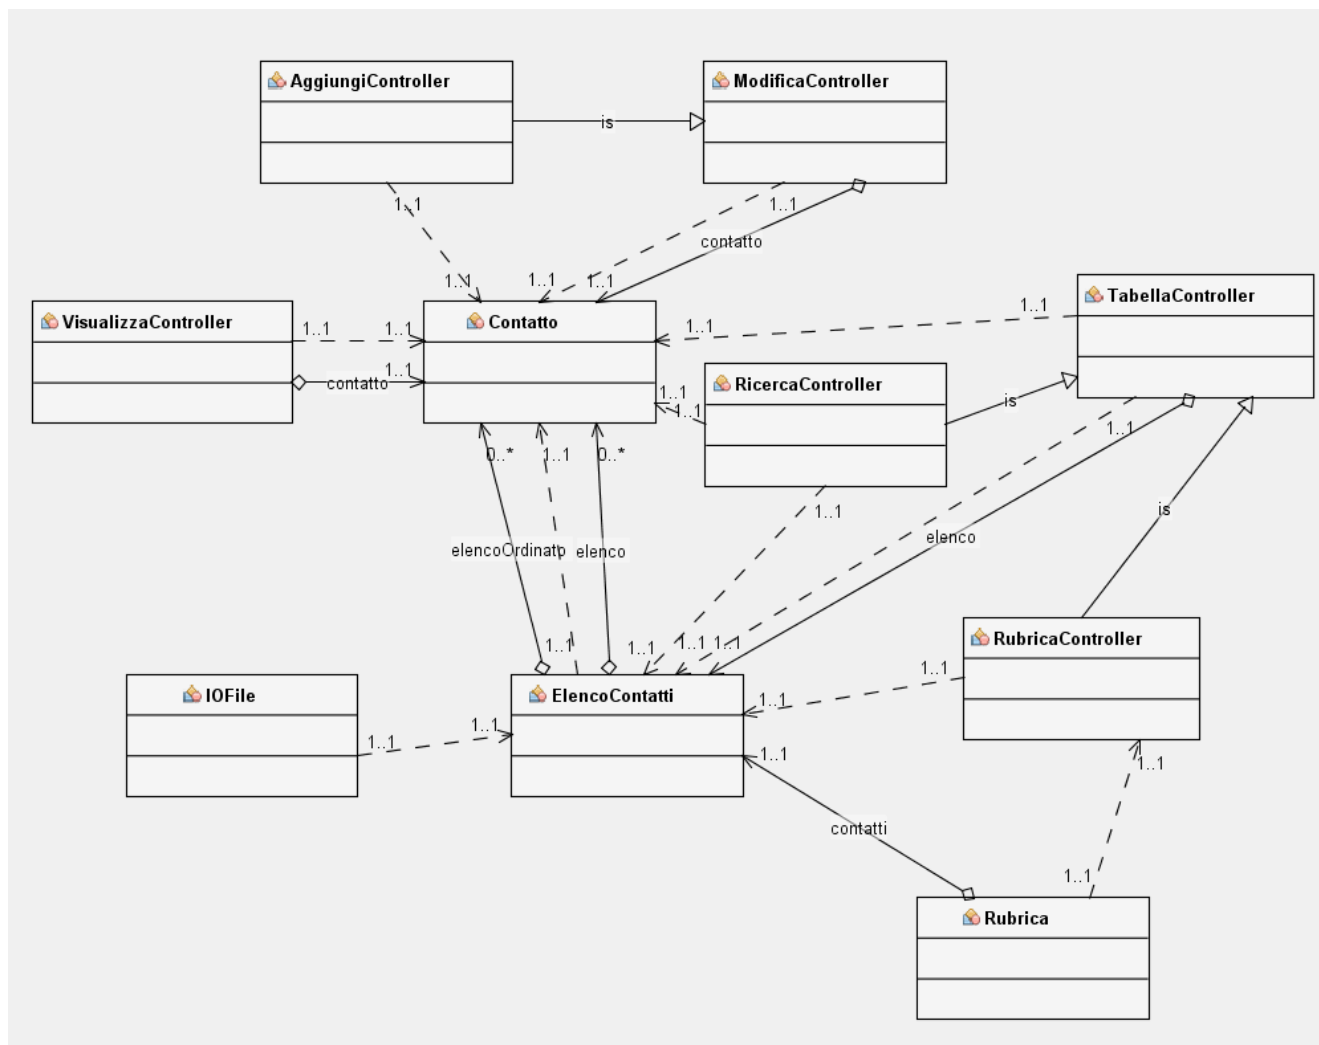 AggiungiController
ModificaController
is
1..1
1..1
contatto
1..1
1..1
1..1
TabellaController
VisualizzaController
Contatto
1..1
1..1
1..1
1..1
contatto
1..1
RicercaController
1..1
1..1
is
1..1
0..*
1..1
0..*
1..1
is
elenco
elencoOrdinato
elenco
1..1
1..1
1..1
1..1
RubricaController
1..1
IOFile
ElencoContatti
1..1
1..1
1..1
1..1
1..1
contatti
1..1
Rubrica